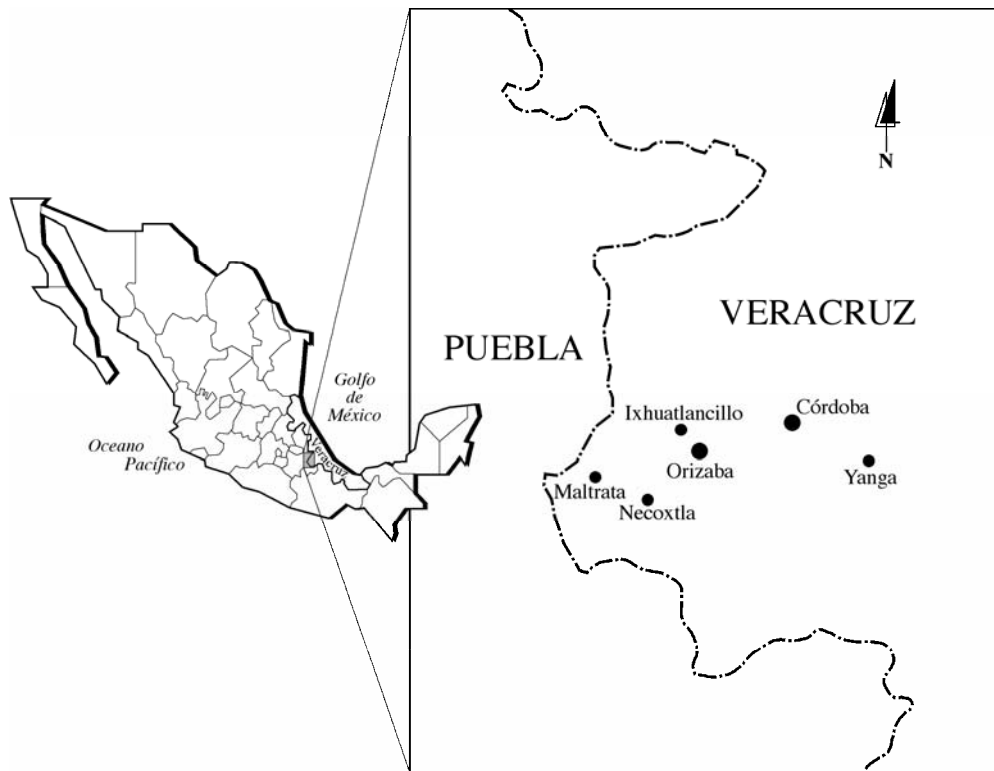 N
VERACRUZ
PUEBLA
Golfo
de
México
Oceano
Pacífico
Veracruz
Ixhuatlancillo
Córdoba
Orizaba
Yanga
Maltrata
Necoxtla